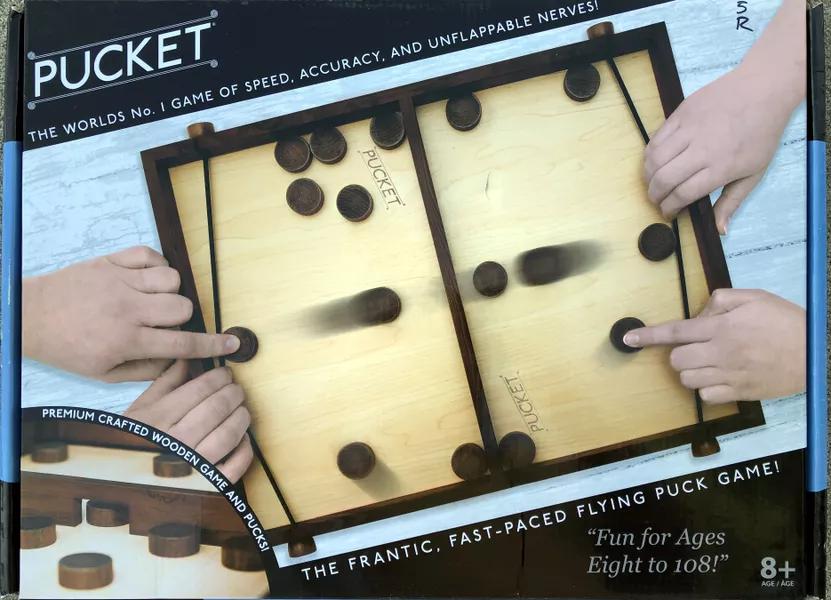 PUCKET®
THE WORLDS No. 1 GAME OF SPEED, ACCURACY, AND UNFLAPPABLE NERVES!
5
R
PUCKET
PUCKET
PREMIUM CRAFTED WOODEN GAME AND PUCKS!
THE FRANTIC, FAST-PACED FLYING PUCK GAME!
“Fun for Ages
Eight to 108!”
8+
AGE / ÂGE